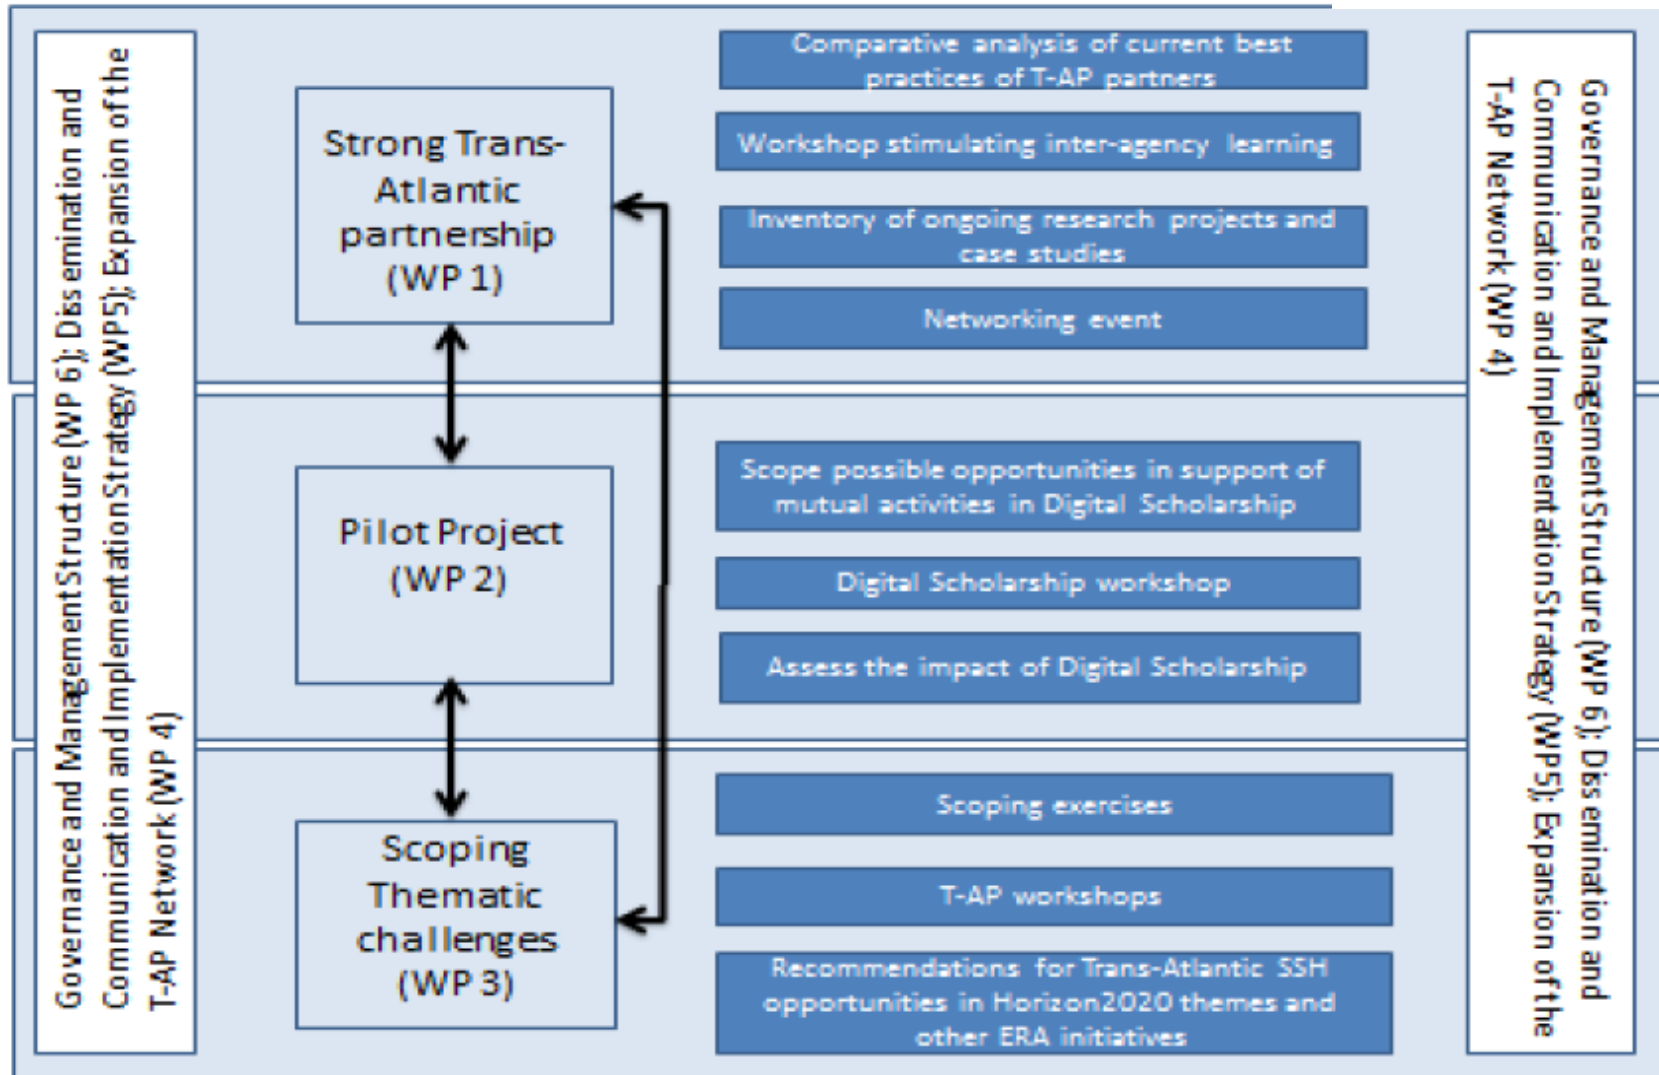 Governance and Management Structure (WP 6); Dissemination and
Communication and Implementation Strategy (WP5); Expansion of the
T-AP Network (WP 4)
Strong Trans-
Atlantic
partnership
(WP 1)
Comparative analysis of current best
practices of T-AP partners
Workshop stimulating inter-agency learning
Inventory of ongoing research projects and
case studies
Networking event
Pilot Project
(WP 2)
Scope possible opportunities in support of
mutual activities in Digital Scholarship
Digital Scholarship workshop
Assess the impact of Digital Scholarship
Scoping
Thematic
challenges
(WP 3)
Scoping exercises
T-AP workshops
Recommendations for Trans-Atlantic SSH
opportunities in Horizon2020 themes and
other ERA initiatives
Governance and Management Structure (WP 6); Dissemination and
Communication and Implementation Strategy (WP5); Expansion of the
T-AP Network (WP 4)